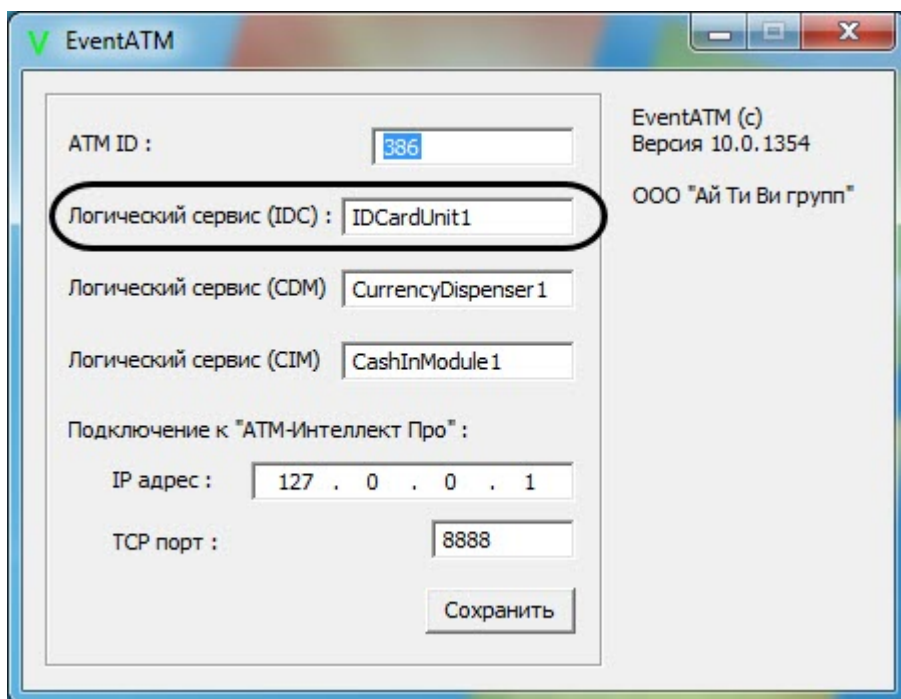 EventATM
ATM ID :
386
Логический сервис (IDC) :
IDCardUnit1
Логический сервис (CDM)
CurrencyDispenser1
Логический сервис (CIM)
CashInModule1
Подключение к "АТМ-Интеллект Про" :
IP адрес :
127 . 0 . 0 . 1
TCP порт :
8888
Сохранить
EventATM (c)
Версия 10.0.1354
ООО "Ай Ти Ви групп"